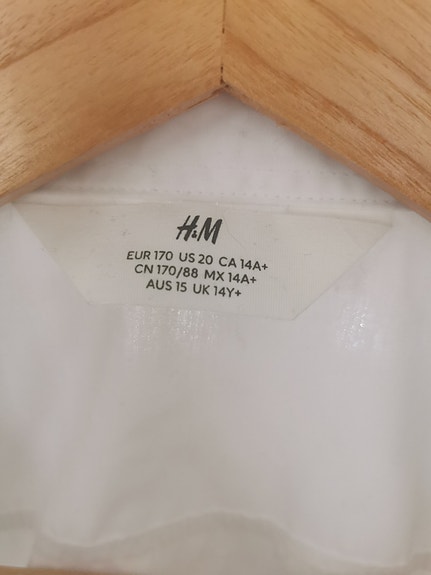 H&M
EUR 170 US 20 CA 14A+
CN 170/88 MX 14A+
AUS 15 UK 14Y+